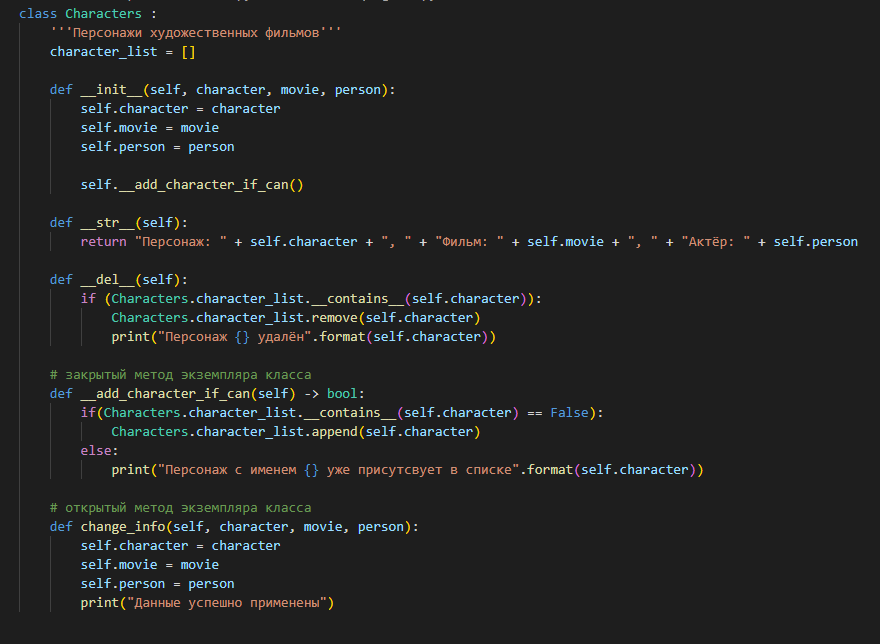 class Characters :
    '''Персонажи художественных фильмов'''
    character_list = []

    def __init__(self, character, movie, person):
        self.character = character
        self.movie = movie
        self.person = person

        self.__add_character_if_can()

    def __str__(self):
        return "Персонаж: " + self.character + ", " + "Фильм: " + self.movie + ", " + "Актёр: " + self.person

    def __del__(self):
        if (Characters.character_list.__contains__(self.character)):
            Characters.character_list.remove(self.character)
            print("Персонаж {} удалён".format(self.character))

    # закрытый метод экземпляра класса
    def __add_character_if_can(self) -> bool:
        if(Characters.character_list.__contains__(self.character) == False):
            Characters.character_list.append(self.character)
        else:
            print("Персонаж с именем {} уже присутсвует в списке".format(self.character))

    # открытый метод экземпляра класса
    def change_info(self, character, movie, person):
        self.character = character
        self.movie = movie
        self.person = person
        print("Данные успешно применены")